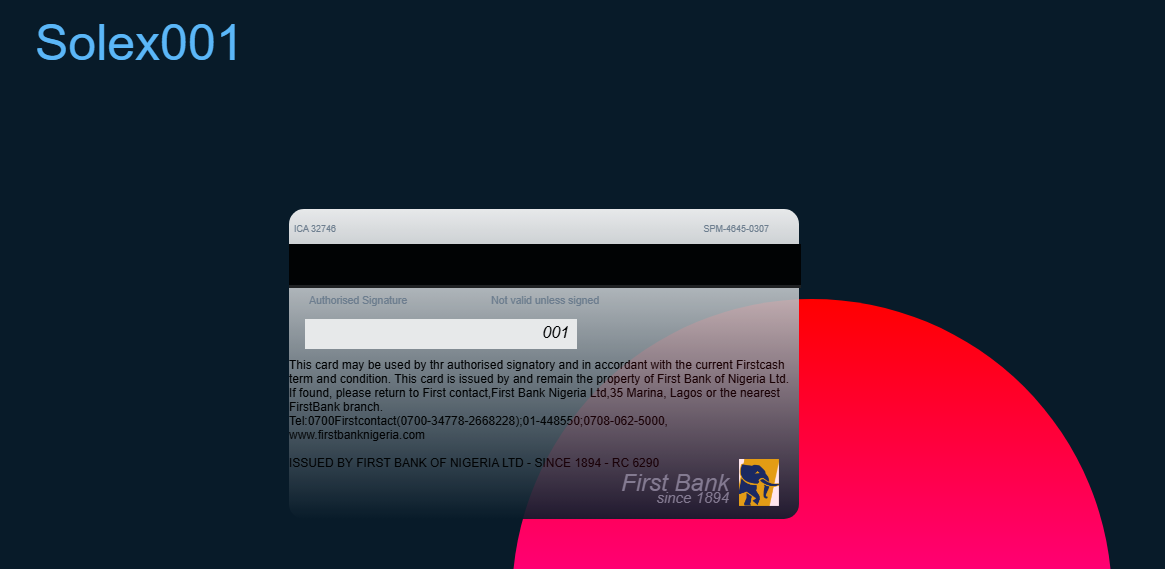 Solex001
ICA 32746 SPM-4645-0307
Authorised Signature Not valid unless signed
001
This card may be used by thr authorised signatory and in accordant with the current Firstcash
term and condition. This card is issued by and remain the property of First Bank of Nigeria Ltd.
If found, please return to First contact,First Bank Nigeria Ltd,35 Marina, Lagos or the nearest
FirstBank branch.
Tel:0700Firstcontact(0700-34778-2668228);01-448550;0708-062-5000,
www.firstbanknigeria.com
ISSUED BY FIRST BANK OF NIGERIA LTD - SINCE 1894 - RC 6290
First Bank
since 1894